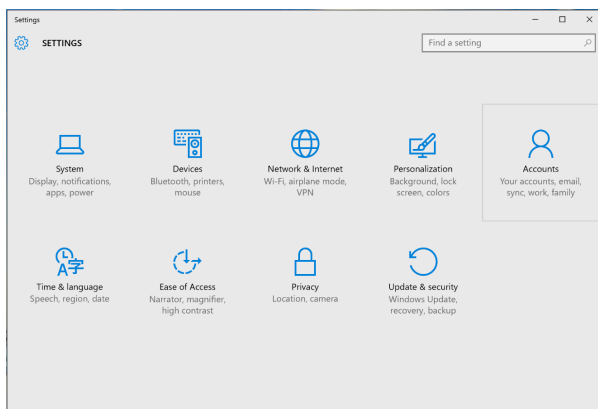 Settings
SETTINGS
Find a setting
System
Display, notifications,
apps, power
Devices
Bluetooth, printers,
mouse
Network & Internet
Wi-Fi, airplane mode,
VPN
Personalization
Background, lock
screen, colors
Accounts
Your accounts, email,
sync, work, family
A字
Time & language
Speech, region, date
Ease of Access
Narrator, magnifier,
high contrast
Privacy
Location, camera
Update & security
Windows Update,
recovery, backup